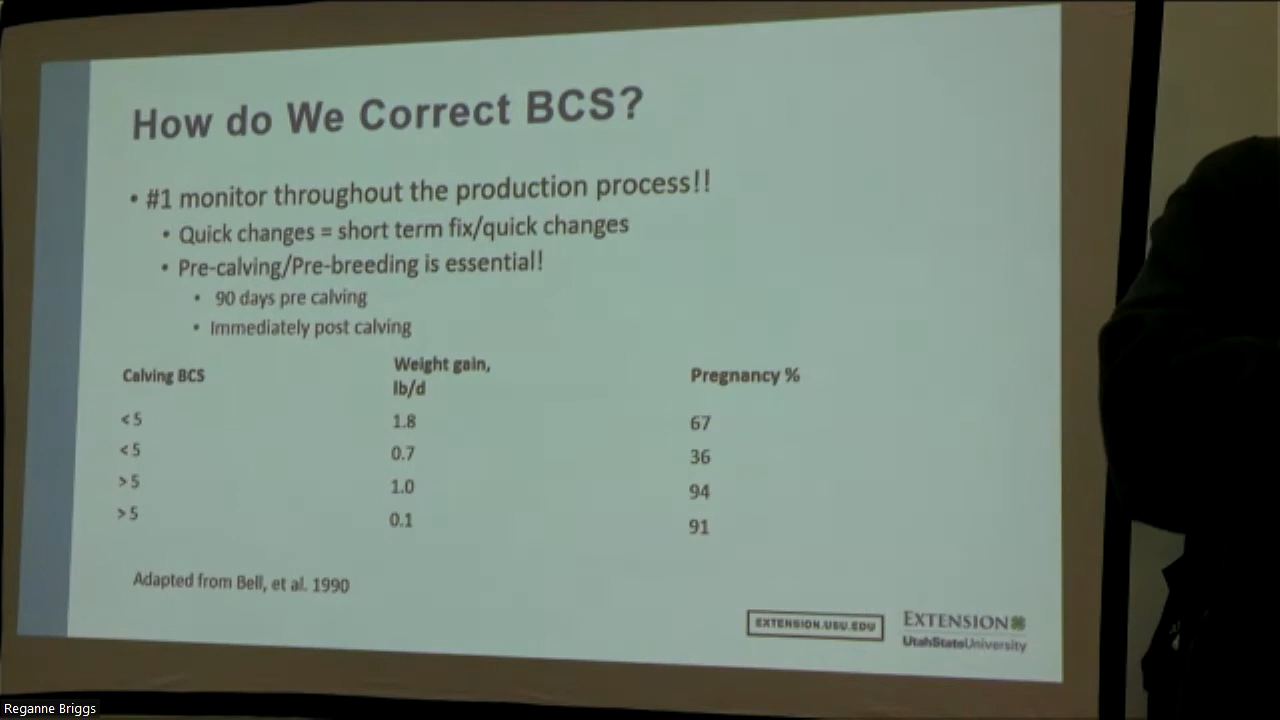 How do We Correct BCS?
• #1 monitor throughout the production process!!
• Quick changes = short term fix/quick changes
• Pre-calving/Pre-breeding is essential!
• 90 days pre calving
• Immediately post calving
Calving BCS Weight gain, lb/d Pregnancy %
<5 1.8 67
<5 0.7 36
>5 1.0 94
>5 0.1 91
Adapted from Bell, et al. 1990
EXTENSION.USU.EDU
EXTENSION
UtahStateUniversity
Reganne Briggs